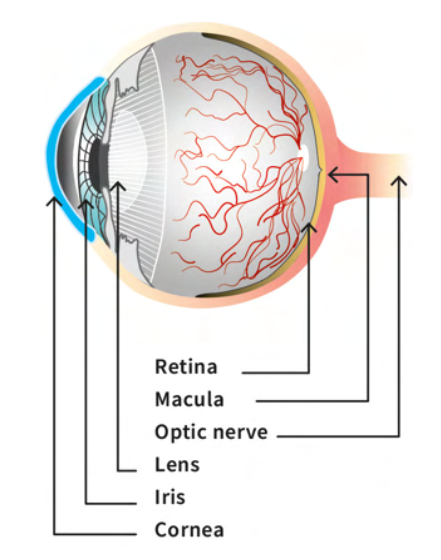 Retina
Macula
Optic nerve
Lens
Iris
Cornea